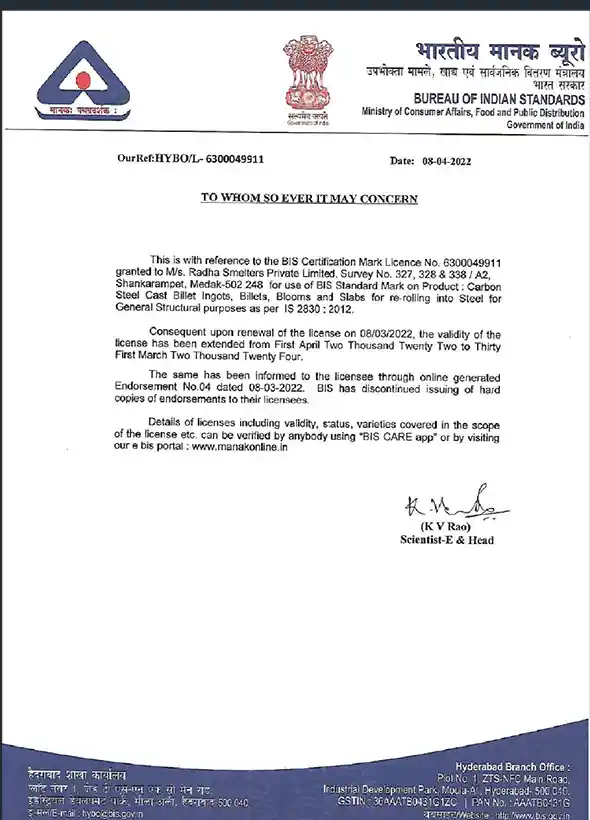 मानकः पथप्रदर्शकः
सत्यमेव जयते
Government of India
भारतीय मानक ब्यूरो
उपभोक्ता मामले, खाद्य एवं सार्वजनिक वितरण मंत्रालय
भारत सरकार
BUREAU OF INDIAN STANDARDS
Ministry of Consumer Affairs, Food and Public Distribution
Government of India
OurRef:HYBO/L- 6300049911
Date: 08-04-2022
TO WHOM SO EVER IT MAY CONCERN
This is with reference to the BIS Certification Mark Licence No. 6300049911
granted to M/s. Radha Smelters Private Limited, Survey No. 327, 328 & 338 / A2,
Shankarampet, Medak-502 248 for use of BIS Standard Mark on Product : Carbon
Steel Cast Billet Ingots, Billets, Blooms and Slabs for re-rolling into Steel for
General Structural purposes as per IS 2830 : 2012.
Consequent upon renewal of the license on 08/03/2022, the validity of the
license has been extended from First April Two Thousand Twenty Two to Thirty
First March Two Thousand Twenty Four.
The same has been informed to the licensee through online generated
Endorsement No.04 dated 08-03-2022. BIS has discontinued issuing of hard
copies of endorsements to their licensees.
Details of licenses including validity, status, varieties covered in the scope
of the license etc. can be verified by anybody using "BIS CARE app" or by visiting
our e bis portal : www.manakonline.in
(K V Rao)
Scientist-E & Head
हैदराबाद शाखा कार्यालय
इंडस्ट्रियल डेवलपमेंट पार्क, मौला-अली, हैदराबाद 500 040
ई-मेल/E-mail : hybo@bis.gov.in
Hyderabad Branch Office :
Plot No. 1, ZTS-NFC Main Road,
Industrial Development Park, Moula-Ali, Hyderabad- 500 040.
GSTIN : 36AAATB0431G1ZC | PAN No. : AAATB0431G
वेबसाइट/Website : http://www.bis.gov.in